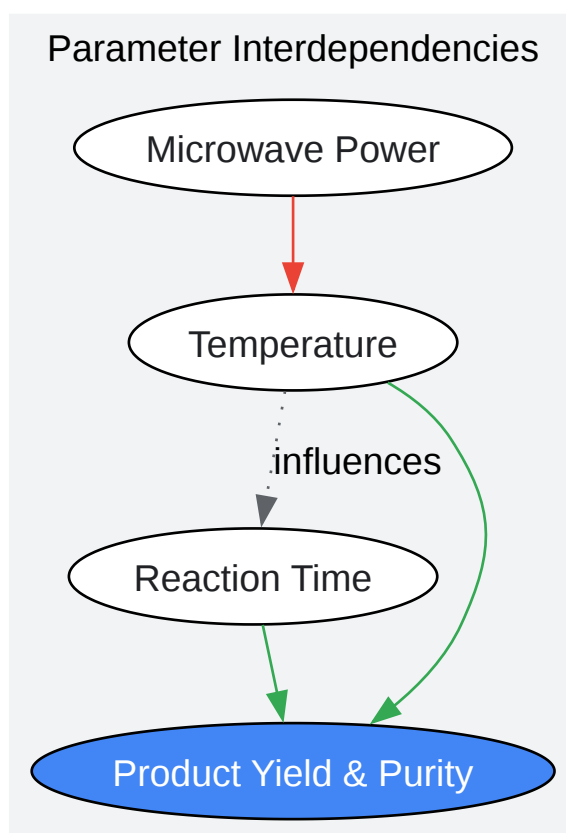 Parameter Interdependencies
Microwave Power
Temperature
influences
Reaction Time
Product Yield & Purity